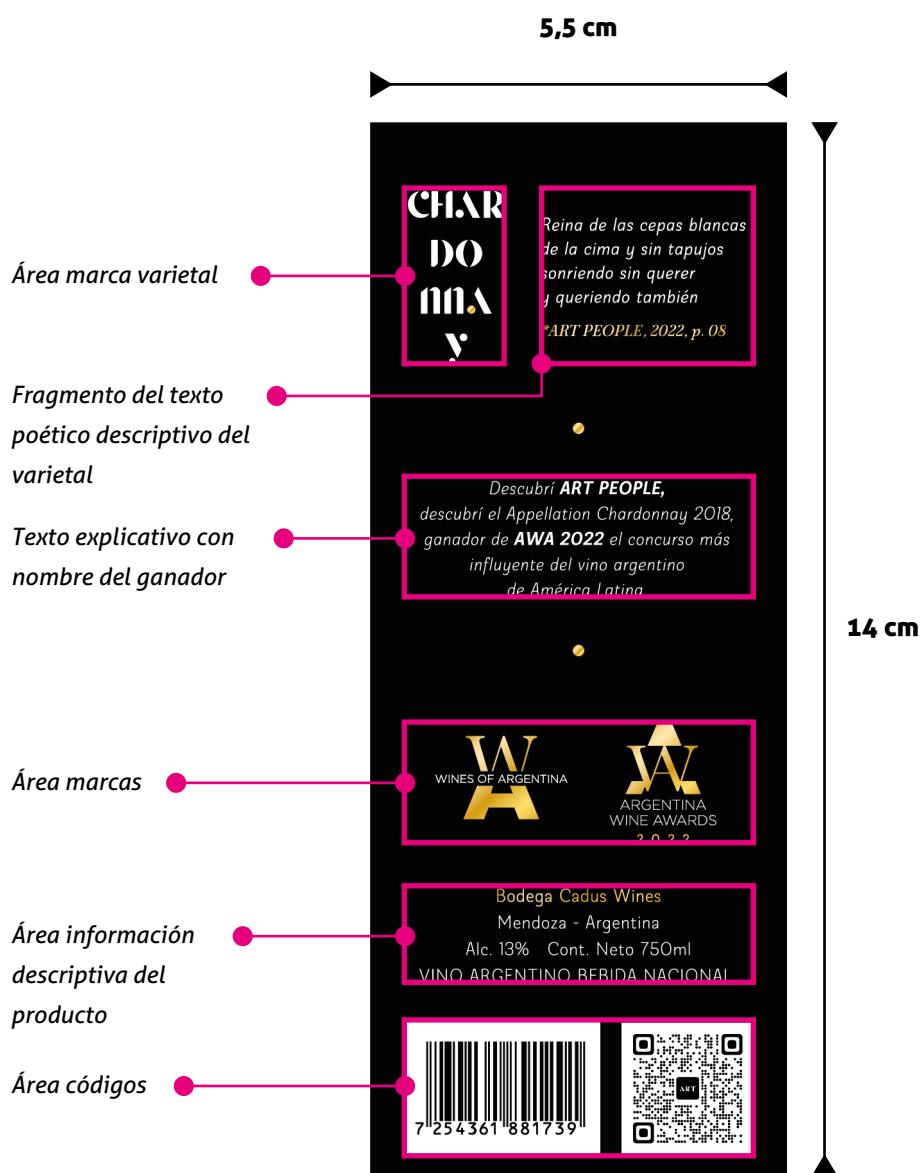 5,5 cm
CHAR
DO
nnA
y
Reina de las cepas blancas
de la cima y sin tapujos
sonriendo sin querer
y queriendo también
*ART PEOPLE, 2022, p. 08
Área marca varietal
Fragmento del texto
poético descriptivo del
varietal
Descubrí ART PEOPLE,
descubrí el Appellation Chardonnay 2018,
ganador de AWA 2022 el concurso más
influyente del vino argentino
de América Latina
Texto explicativo con
nombre del ganador
14 cm
Área marcas
WA
WINES OF ARGENTINA
AWA
ARGENTINA
WINE AWARDS
2022
Área información
descriptiva del
producto
Bodega Cadus Wines
Mendoza - Argentina
Alc. 13% Cont. Neto 750ml
VINO ARGENTINO BEBIDA NACIONAL
Área códigos
7 254361 881739
ART